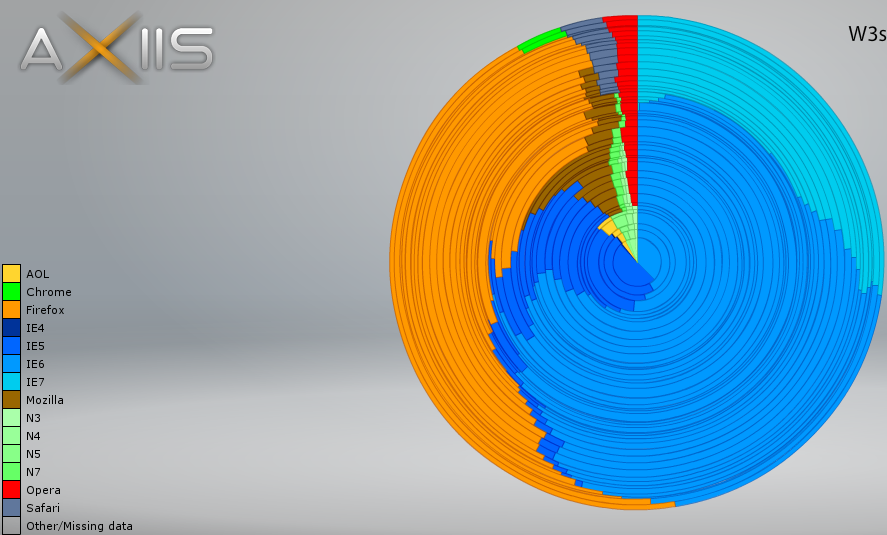 AXIIS
W3s
AOL
Chrome
Firefox
IE4
IE5
IE6
IE7
Mozilla
N3
N4
N5
N7
Opera
Safari
Other/Missing data